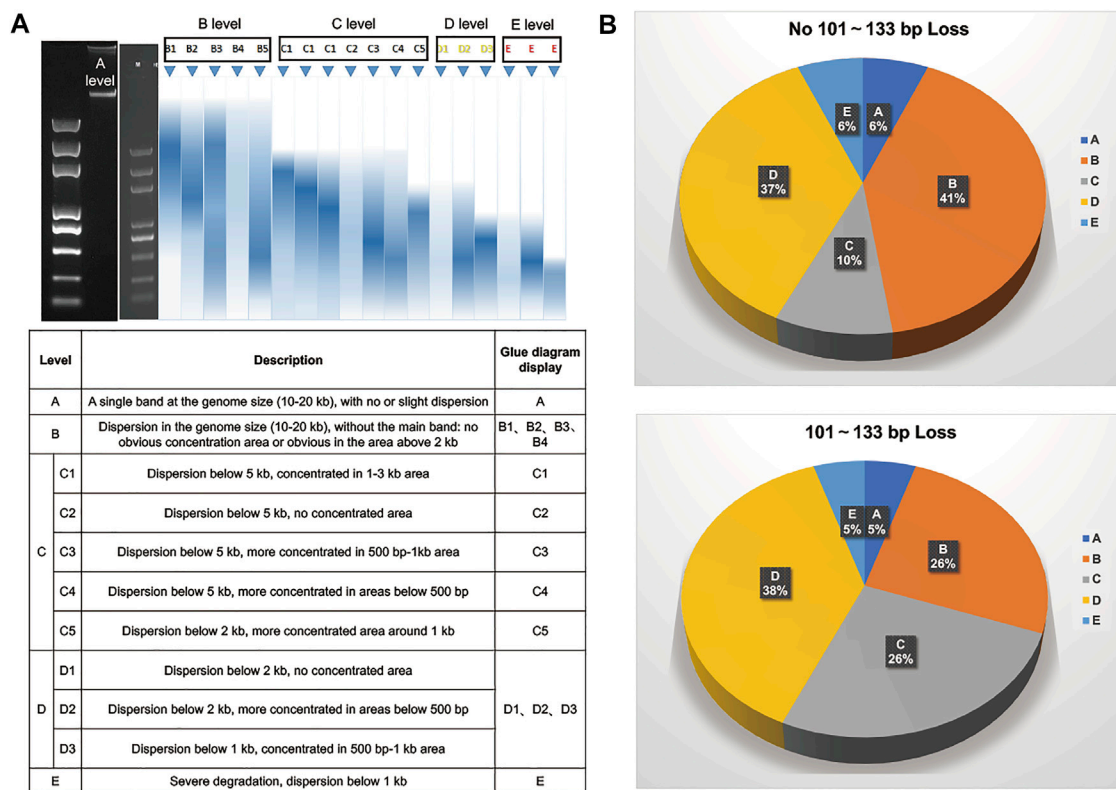 A
B level
C level
D level
E level
A level
M
B1 B2 B3 B4 B5 C1 C1 C1 C2 C3 C4 C5 D1 D2 D3 E E E
Level Description Glue diagram
display
A A single band at the genome size (10-20 kb), with no or slight dispersion A
B Dispersion in the genome size (10-20 kb), without the main band: no
obvious concentration area or obvious in the area above 2 kb
B1、B2、B3、
B4
C
C1 Dispersion below 5 kb, concentrated in 1-3 kb area C1
C2 Dispersion below 5 kb, no concentrated area C2
C3 Dispersion below 5 kb, more concentrated in 500 bp-1kb area C3
C4 Dispersion below 5 kb, more concentrated in areas below 500 bp C4
C5 Dispersion below 2 kb, more concentrated area around 1 kb C5
D
D1 Dispersion below 2 kb, no concentrated area
D2 Dispersion below 2 kb, more concentrated in areas below 500 bp D1、D2、D3
D3 Dispersion below 1 kb, concentrated in 500 bp-1 kb area
E Severe degradation, dispersion below 1 kb E
B
No 101 ~ 133 bp Loss
E
6%
A
6%
D
37%
B
41%
C
10%
A
B
C
D
E
101 ~ 133 bp Loss
E
5%
A
5%
B
26%
D
38%
C
26%
A
B
C
D
E